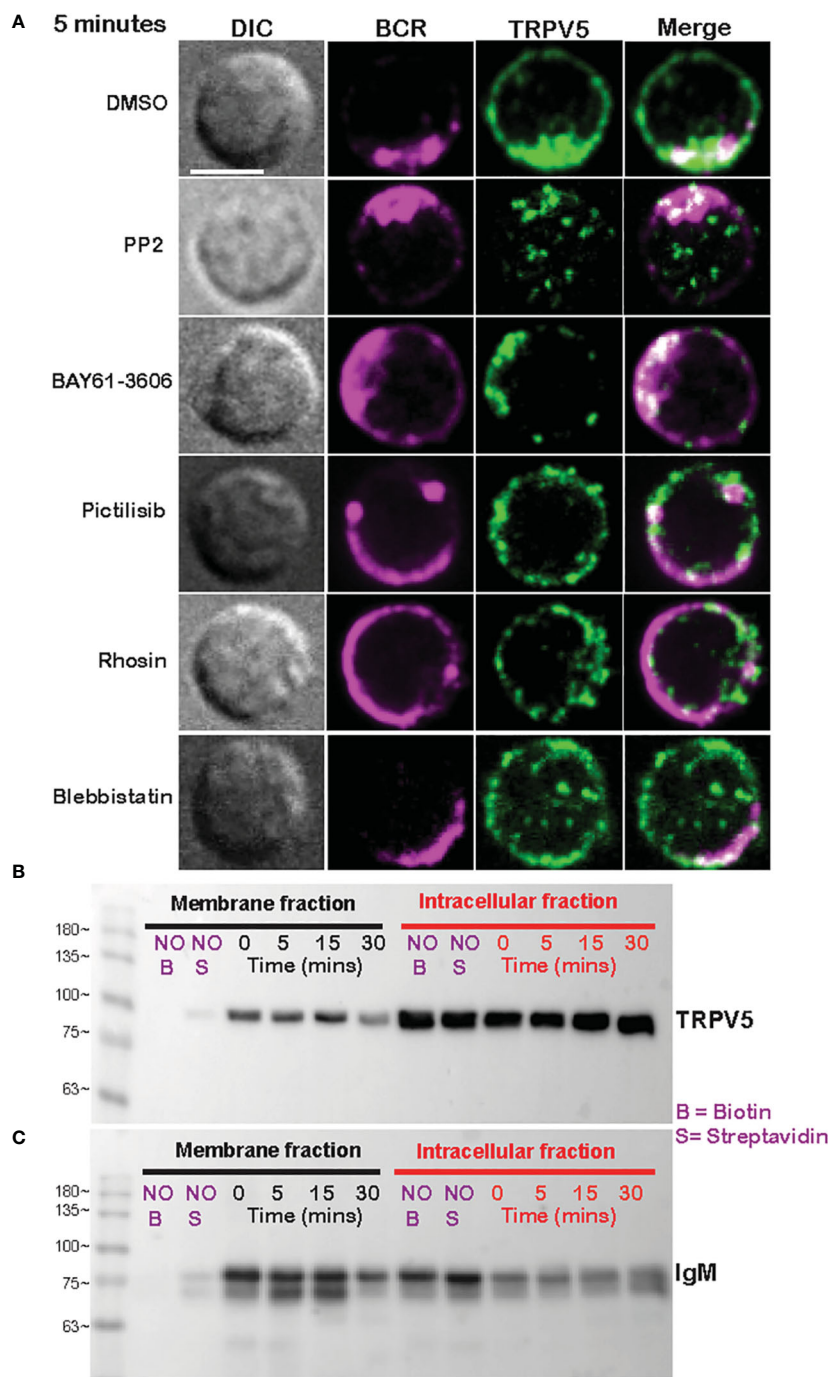 A
5 minutes DIC BCR TRPV5 Merge
DMSO
PP2
BAY61-3606
Pictilisib
Rhosin
Blebbistatin
B
Membrane fraction Intracellular fraction
180~
135~
100~
75~
63~
NO NO 0 5 15 30 NO NO 0 5 15 30
B S Time (mins) B S Time (mins)
TRPV5
B = Biotin
S= Streptavidin
C
Membrane fraction Intracellular fraction
180~
135~
100~
75~
63~
NO NO 0 5 15 30 NO NO 0 5 15 30
B S Time (mins) B S Time (mins)
IgM